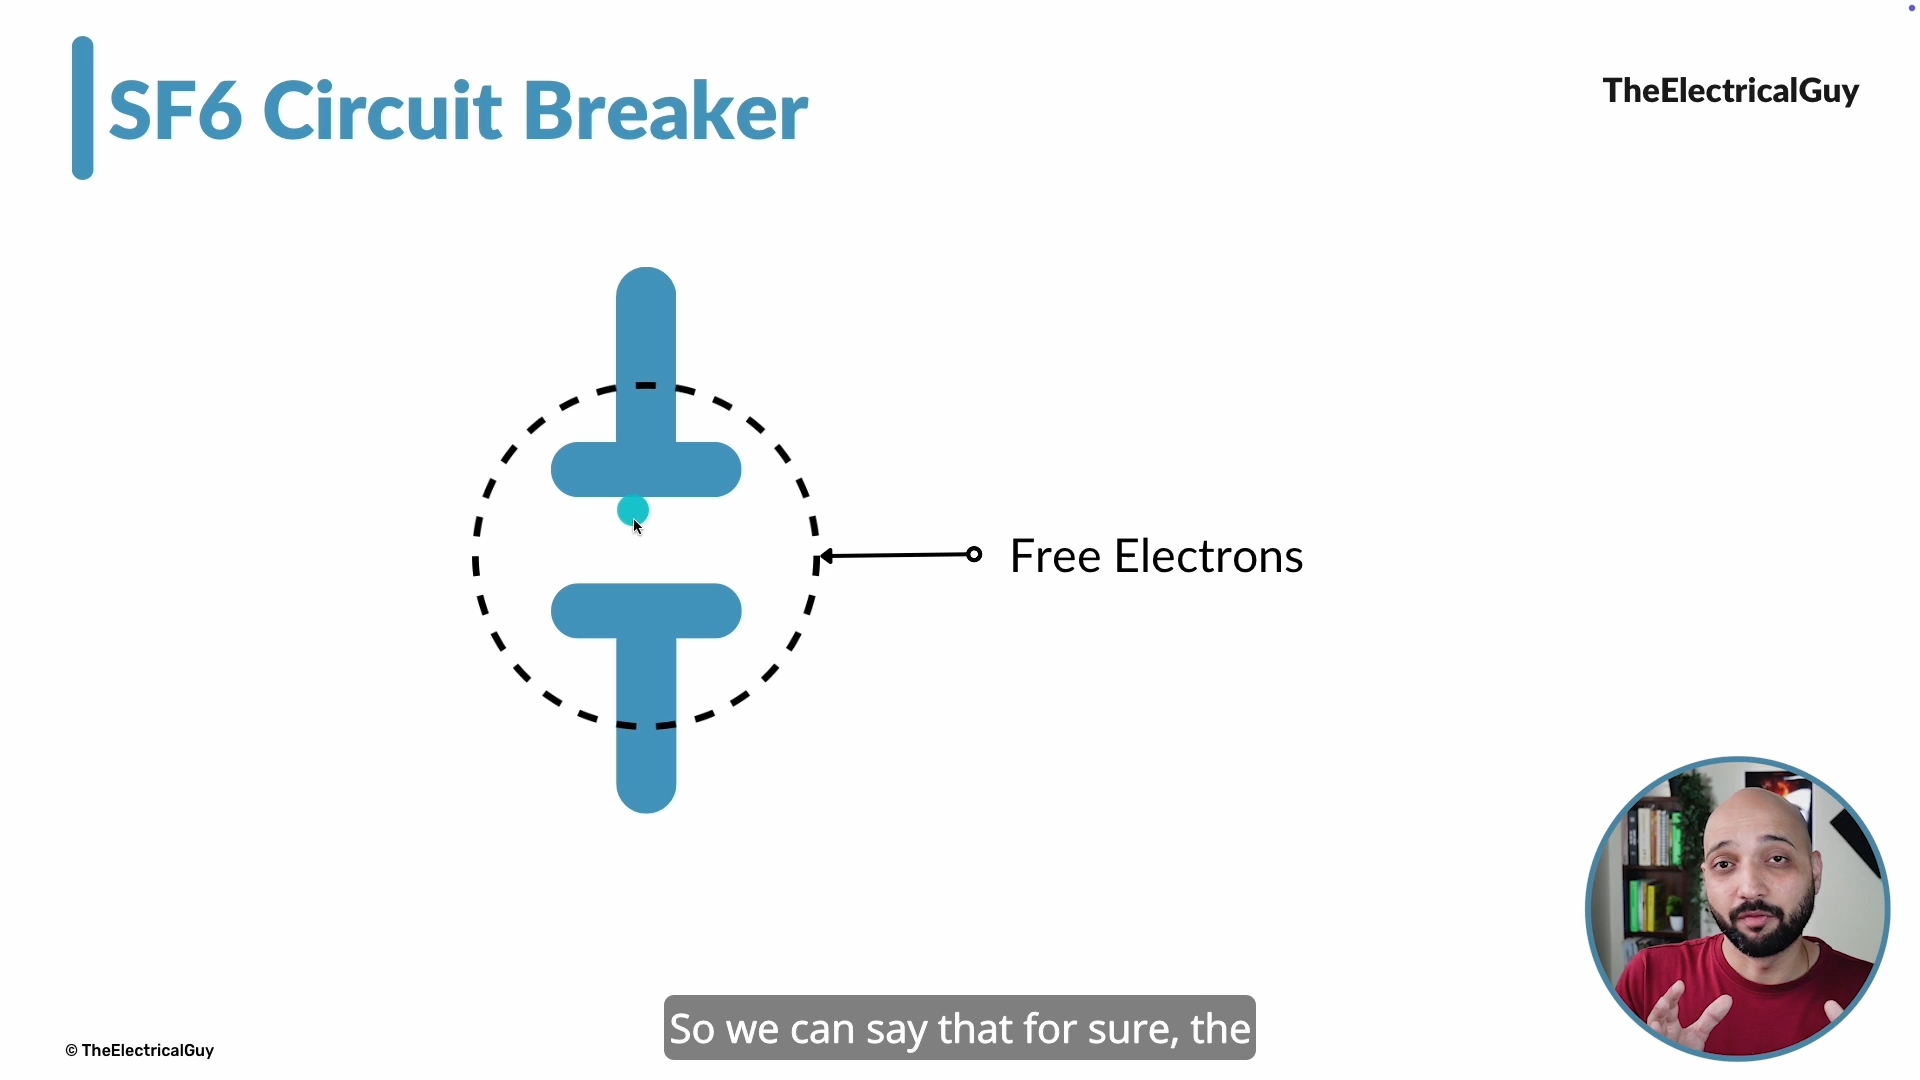 SF6 Circuit Breaker
TheElectricalGuy
Free Electrons
So we can say that for sure, the
© TheElectricalGuy